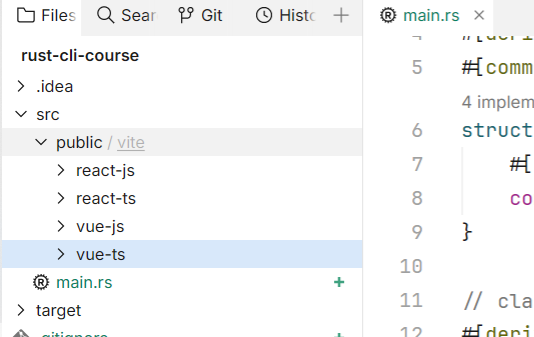 Files
Sear
Git
Histo
main.rs
rust-cli-course
.idea
src
public / vite
react-js
react-ts
vue-js
vue-ts
main.rs +
target
.gitignore
4 #[deri
5 #[comm
4 implem
6 struct
7 #[
8 co
9 }
10
11 // cla
12 #[deri